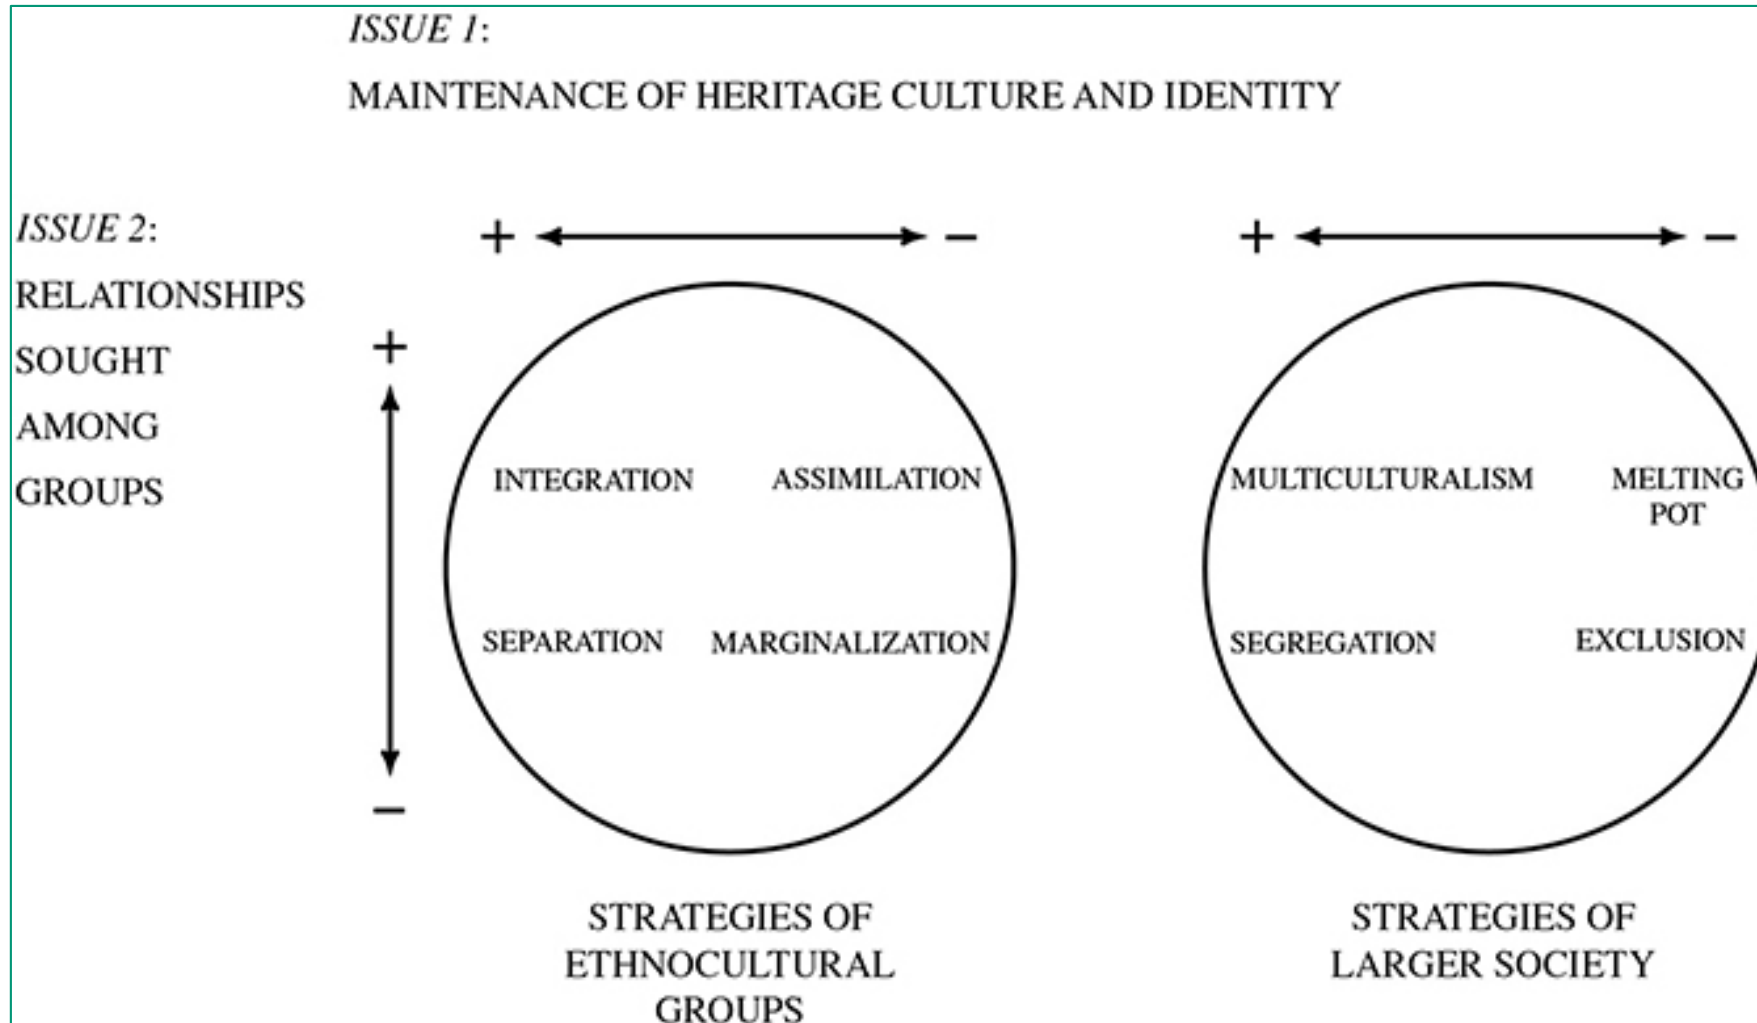 ISSUE 1:
MAINTENANCE OF HERITAGE CULTURE AND IDENTITY
ISSUE 2:
RELATIONSHIPS
SOUGHT
AMONG
GROUPS
+ −
+ −
+
−
INTEGRATION ASSIMILATION
SEPARATION MARGINALIZATION
MULTICULTURALISM MELTING
POT
SEGREGATION EXCLUSION
STRATEGIES OF
ETHNOCULTURAL
GROUPS
STRATEGIES OF
LARGER SOCIETY